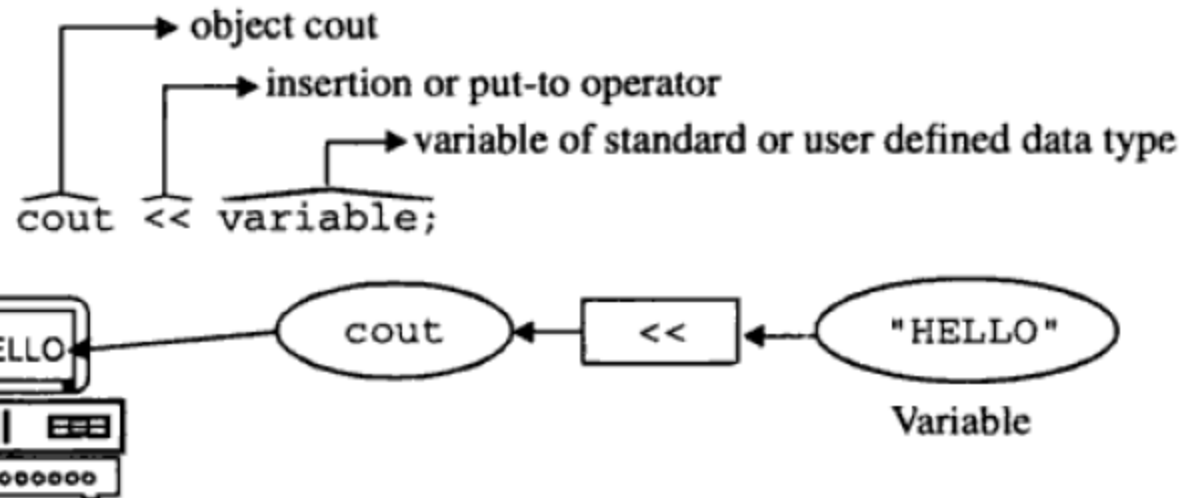 object cout
insertion or put-to operator
variable of standard or user defined data type
cout << variable;
ELLO
cout
<<
"HELLO"
Variable